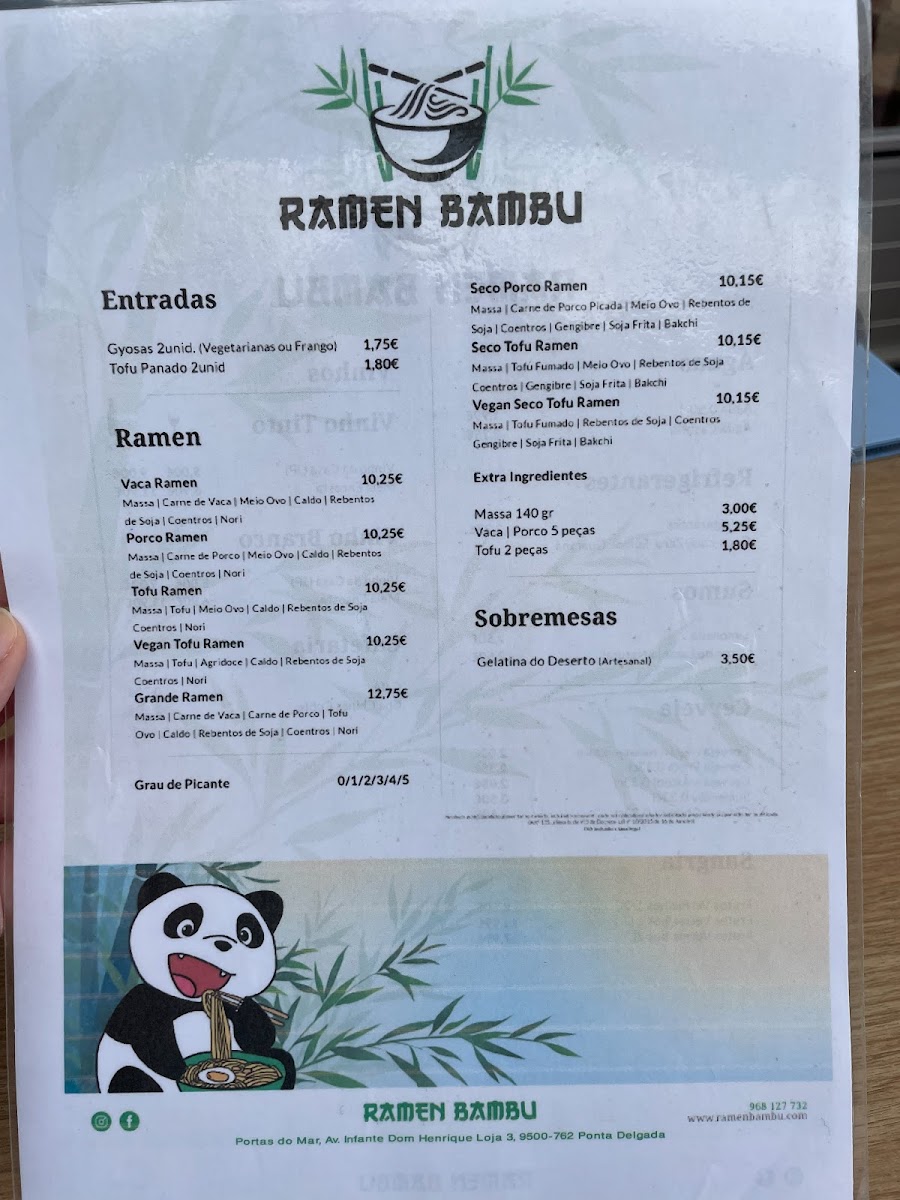 RAMEN BAMBU
Entradas
Gyosas 2unid. (Vegetarianas ou Frango) 1,75€
Tofu Panado 2unid 1,80€
Ramen
Vaca Ramen 10,25€
Massa | Carne de Vaca | Meio Ovo | Caldo | Rebentos
de Soja | Coentros | Nori
Porco Ramen 10,25€
Massa | Carne de Porco | Meio Ovo | Caldo | Rebentos
de Soja | Coentros | Nori
Tofu Ramen 10,25€
Massa | Tofu | Meio Ovo | Caldo | Rebentos de Soja
Coentros | Nori
Vegan Tofu Ramen 10,25€
Massa | Tofu | Agridoce | Caldo | Rebentos de Soja
Coentros | Nori
Grande Ramen 12,75€
Massa | Carne de Vaca | Carne de Porco | Tofu
Ovo | Caldo | Rebentos de Soja | Coentros | Nori
Grau de Picante 0/1/2/3/4/5
Seco Porco Ramen 10,15€
Massa | Carne de Porco Picada | Meio Ovo | Rebentos de
Soja | Coentros | Gengibre | Soja Frita | Bakchi
Seco Tofu Ramen 10,15€
Massa | Tofu Fumado | Meio Ovo | Rebentos de Soja
Coentros | Gengibre | Soja Frita | Bakchi
Vegan Seco Tofu Ramen 10,15€
Massa | Tofu Fumado | Rebentos de Soja | Coentros
Gengibre | Soja Frita | Bakchi
Extra Ingredientes
Massa 140 gr 3,00€
Vaca | Porco 5 peças 5,25€
Tofu 2 peças 1,80€
Sobremesas
Gelatina do Deserto (Artesanal) 3,50€
RAMEN BAMBU
968 127 732
www.ramenbambu.com
Portas do Mar, Av. Infante Dom Henrique Loja 3, 9500-762 Ponta Delgada